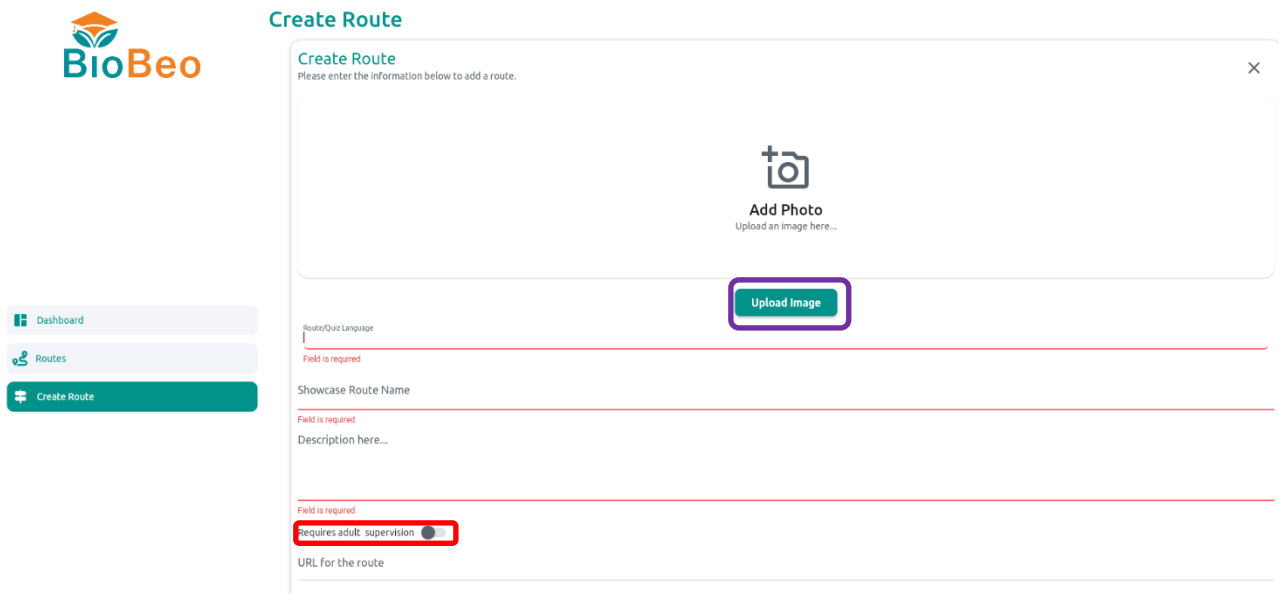 BioBeo
Create Route
Create Route
Please enter the information below to add a route.
Add Photo
Upload an image here...
Upload Image
Dashboard
Routes
Create Route
Route/Quiz Language
Field is required
Showcase Route Name
Field is required
Description here...
Field is required
Requires adult supervision
URL for the route